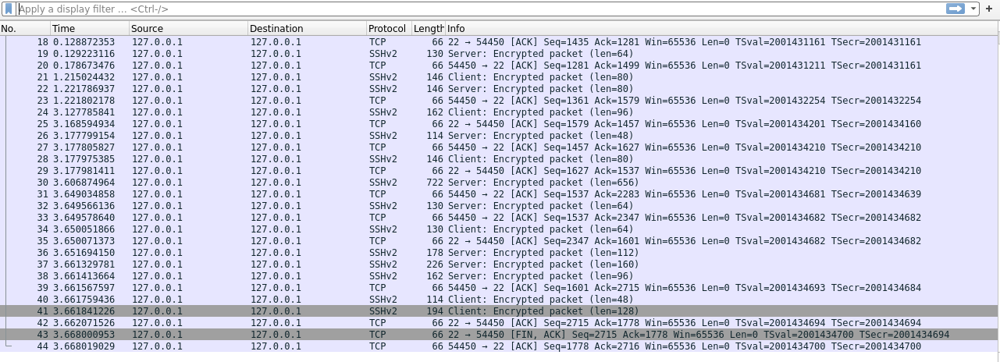 Apply a display filter ... <Ctrl-/>
No. Time Source Destination Protocol Length Info
18 0.128872353 127.0.0.1 127.0.0.1 TCP 66 22 → 54450 [ACK] Seq=1435 Ack=1281 Win=65536 Len=0 TSval=2001431161 TSecr=2001431161
19 0.129223116 127.0.0.1 127.0.0.1 SSHv2 130 Server: Encrypted packet (len=64)
20 0.178673476 127.0.0.1 127.0.0.1 TCP 66 54450 → 22 [ACK] Seq=1281 Ack=1499 Win=65536 Len=0 TSval=2001431211 TSecr=2001431161
21 1.215024432 127.0.0.1 127.0.0.1 SSHv2 146 Client: Encrypted packet (len=80)
22 1.221786937 127.0.0.1 127.0.0.1 SSHv2 146 Server: Encrypted packet (len=80)
23 1.221802178 127.0.0.1 127.0.0.1 TCP 66 54450 → 22 [ACK] Seq=1361 Ack=1579 Win=65536 Len=0 TSval=2001432254 TSecr=2001432254
24 3.127785841 127.0.0.1 127.0.0.1 SSHv2 162 Client: Encrypted packet (len=96)
25 3.168594934 127.0.0.1 127.0.0.1 TCP 66 22 → 54450 [ACK] Seq=1579 Ack=1457 Win=65536 Len=0 TSval=2001434201 TSecr=2001434160
26 3.177799154 127.0.0.1 127.0.0.1 SSHv2 114 Server: Encrypted packet (len=48)
27 3.177805827 127.0.0.1 127.0.0.1 TCP 66 54450 → 22 [ACK] Seq=1457 Ack=1627 Win=65536 Len=0 TSval=2001434210 TSecr=2001434210
28 3.177975385 127.0.0.1 127.0.0.1 SSHv2 146 Client: Encrypted packet (len=80)
29 3.177981411 127.0.0.1 127.0.0.1 TCP 66 22 → 54450 [ACK] Seq=1627 Ack=1537 Win=65536 Len=0 TSval=2001434210 TSecr=2001434210
30 3.606874964 127.0.0.1 127.0.0.1 SSHv2 722 Server: Encrypted packet (len=656)
31 3.649034858 127.0.0.1 127.0.0.1 TCP 66 54450 → 22 [ACK] Seq=1537 Ack=2283 Win=65536 Len=0 TSval=2001434681 TSecr=2001434639
32 3.649566136 127.0.0.1 127.0.0.1 SSHv2 130 Server: Encrypted packet (len=64)
33 3.649578640 127.0.0.1 127.0.0.1 TCP 66 54450 → 22 [ACK] Seq=1537 Ack=2347 Win=65536 Len=0 TSval=2001434682 TSecr=2001434682
34 3.650051866 127.0.0.1 127.0.0.1 SSHv2 130 Client: Encrypted packet (len=64)
35 3.650071373 127.0.0.1 127.0.0.1 TCP 66 22 → 54450 [ACK] Seq=2347 Ack=1601 Win=65536 Len=0 TSval=2001434682 TSecr=2001434682
36 3.651694150 127.0.0.1 127.0.0.1 SSHv2 178 Server: Encrypted packet (len=112)
37 3.661329781 127.0.0.1 127.0.0.1 SSHv2 226 Server: Encrypted packet (len=160)
38 3.661413664 127.0.0.1 127.0.0.1 SSHv2 162 Server: Encrypted packet (len=96)
39 3.661567597 127.0.0.1 127.0.0.1 TCP 66 54450 → 22 [ACK] Seq=1601 Ack=2715 Win=65536 Len=0 TSval=2001434693 TSecr=2001434684
40 3.661759436 127.0.0.1 127.0.0.1 SSHv2 114 Client: Encrypted packet (len=48)
41 3.661841226 127.0.0.1 127.0.0.1 SSHv2 194 Client: Encrypted packet (len=128)
42 3.662071526 127.0.0.1 127.0.0.1 TCP 66 22 → 54450 [ACK] Seq=2715 Ack=1778 Win=65536 Len=0 TSval=2001434694 TSecr=2001434694
43 3.668000953 127.0.0.1 127.0.0.1 TCP 66 22 → 54450 [FIN, ACK] Seq=2715 Ack=1778 Win=65536 Len=0 TSval=2001434700 TSecr=2001434694
44 3.668019029 127.0.0.1 127.0.0.1 TCP 66 54450 → 22 [ACK] Seq=1778 Ack=2716 Win=65536 Len=0 TSval=2001434700 TSecr=2001434700